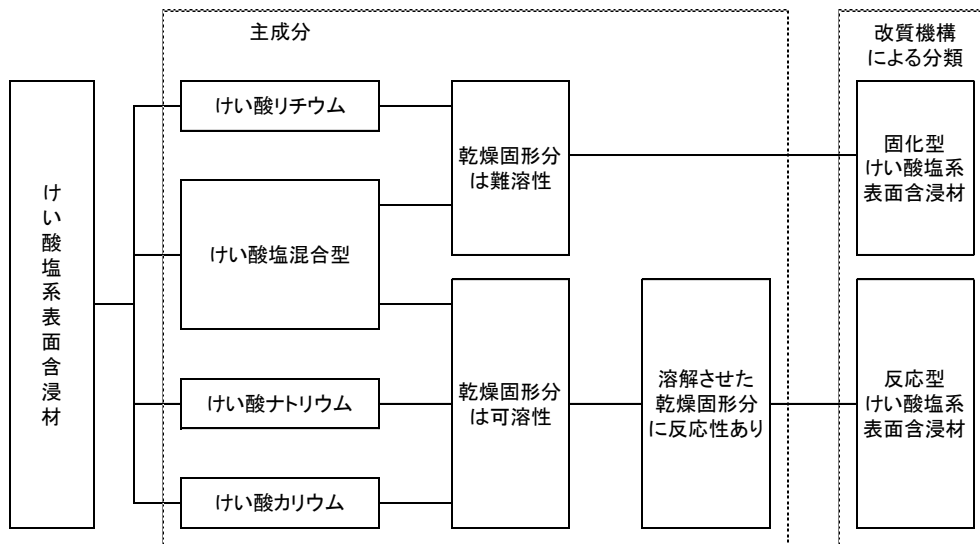 主成分
改質機構
による分類
けい酸塩系表面含浸材
けい酸リチウム
けい酸塩混合型
けい酸ナトリウム
けい酸カリウム
乾燥固形分
は難溶性
乾燥固形分
は可溶性
溶解させた
乾燥固形分
に反応性あり
固化型
けい酸塩系
表面含浸材
反応型
けい酸塩系
表面含浸材